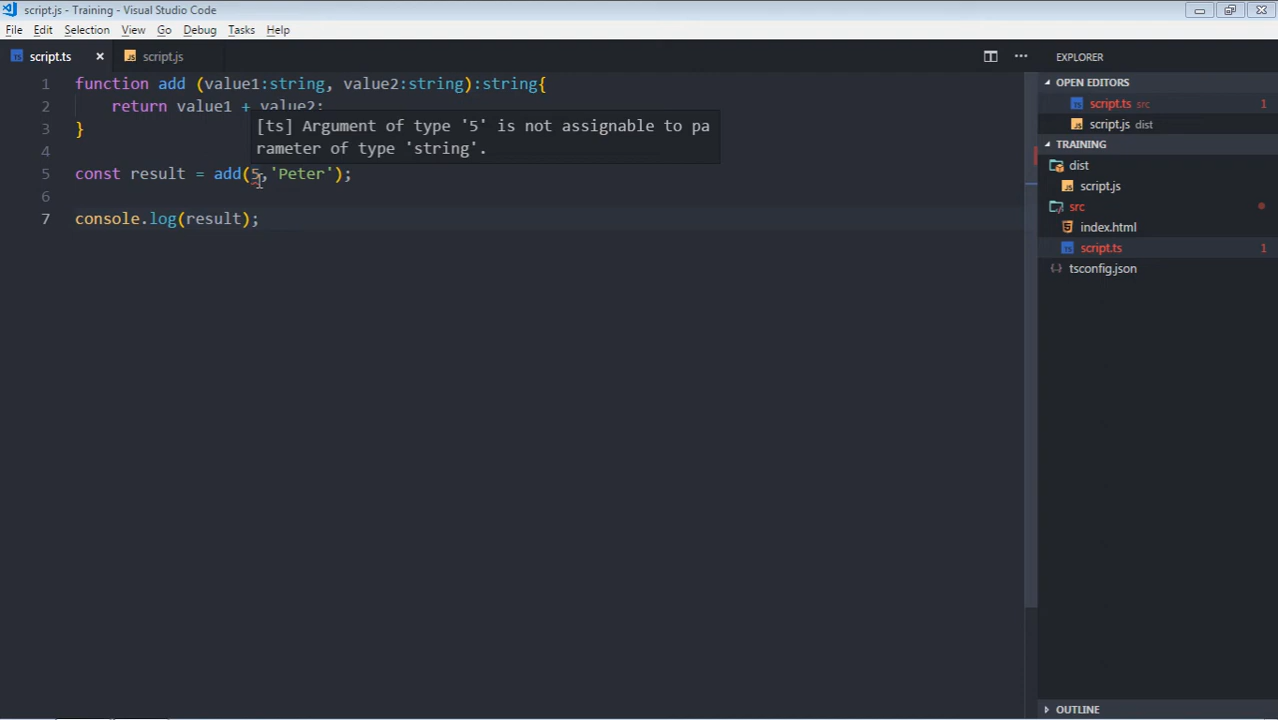 script.js - Training - Visual Studio Code
File Edit Selection View Go Debug Tasks Help
script.ts script.js
1 function add (value1:string, value2:string):string{
2 return value1 + value2;
3 }
4
5 const result = add(5,'Peter');
6
7 console.log(result);
[ts] Argument of type '5' is not assignable to pa
rameter of type 'string'.
EXPLORER
OPEN EDITORS
script.ts src 1
script.js dist
TRAINING
dist
script.js
src
index.html
script.ts 1
tsconfig.json
OUTLINE